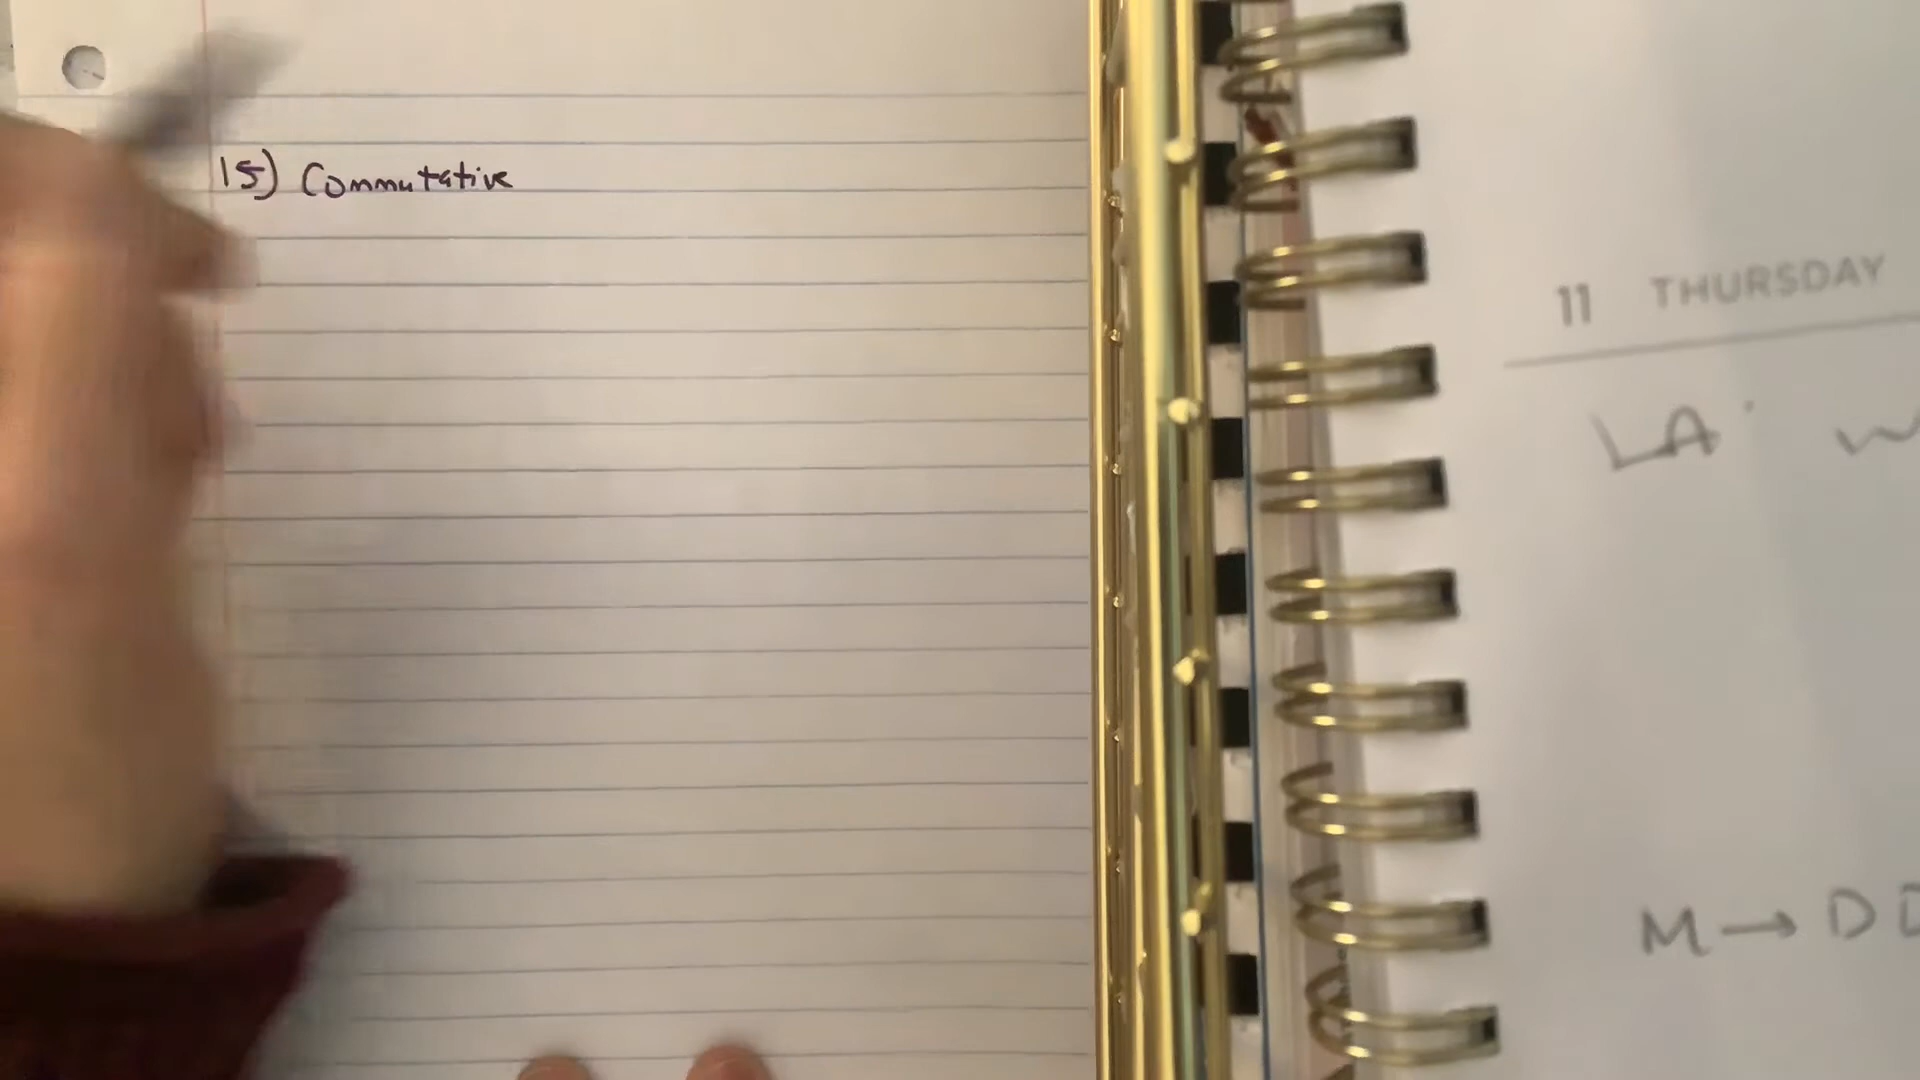 15) Commutative
11 THURSDAY
LA
M → D